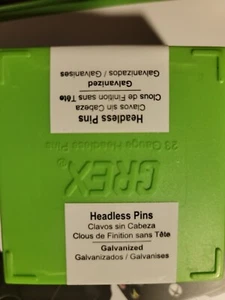 Headless Pins
Clavos sin Cabeza
Clous de Finition sans Tête
Galvanized
Galvanizados / Galvanises
23 Gauge Headless Pins
GREX®
Headless Pins
Clavos sin Cabeza
Clous de Finition sans Tête
Galvanized
Galvanizados / Galvanises